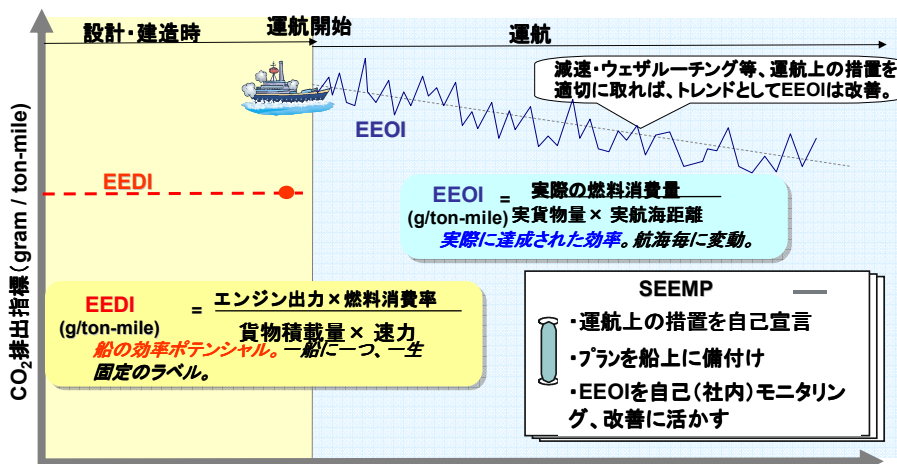 設計・建造時
運航開始
運航
減速・ウェザルーチング等、運航上の措置を
適切に取れば、トレンドとしてEEOIは改善。
EEOI
EEDI
CO2排出指標(gram / ton-mile)
EEOI
(g/ton-mile)
=
実際の燃料消費量
実貨物量× 実航海距離
実際に達成された効率。航海毎に変動。
EEDI
(g/ton-mile)
=
エンジン出力×燃料消費率
貨物積載量× 速力
船の効率ポテンシャル。一船に一つ、一生
固定のラベル。
SEEMP
・運航上の措置を自己宣言
・プランを船上に備付け
・EEOIを自己(社内)モニタリン
グ、改善に活かす